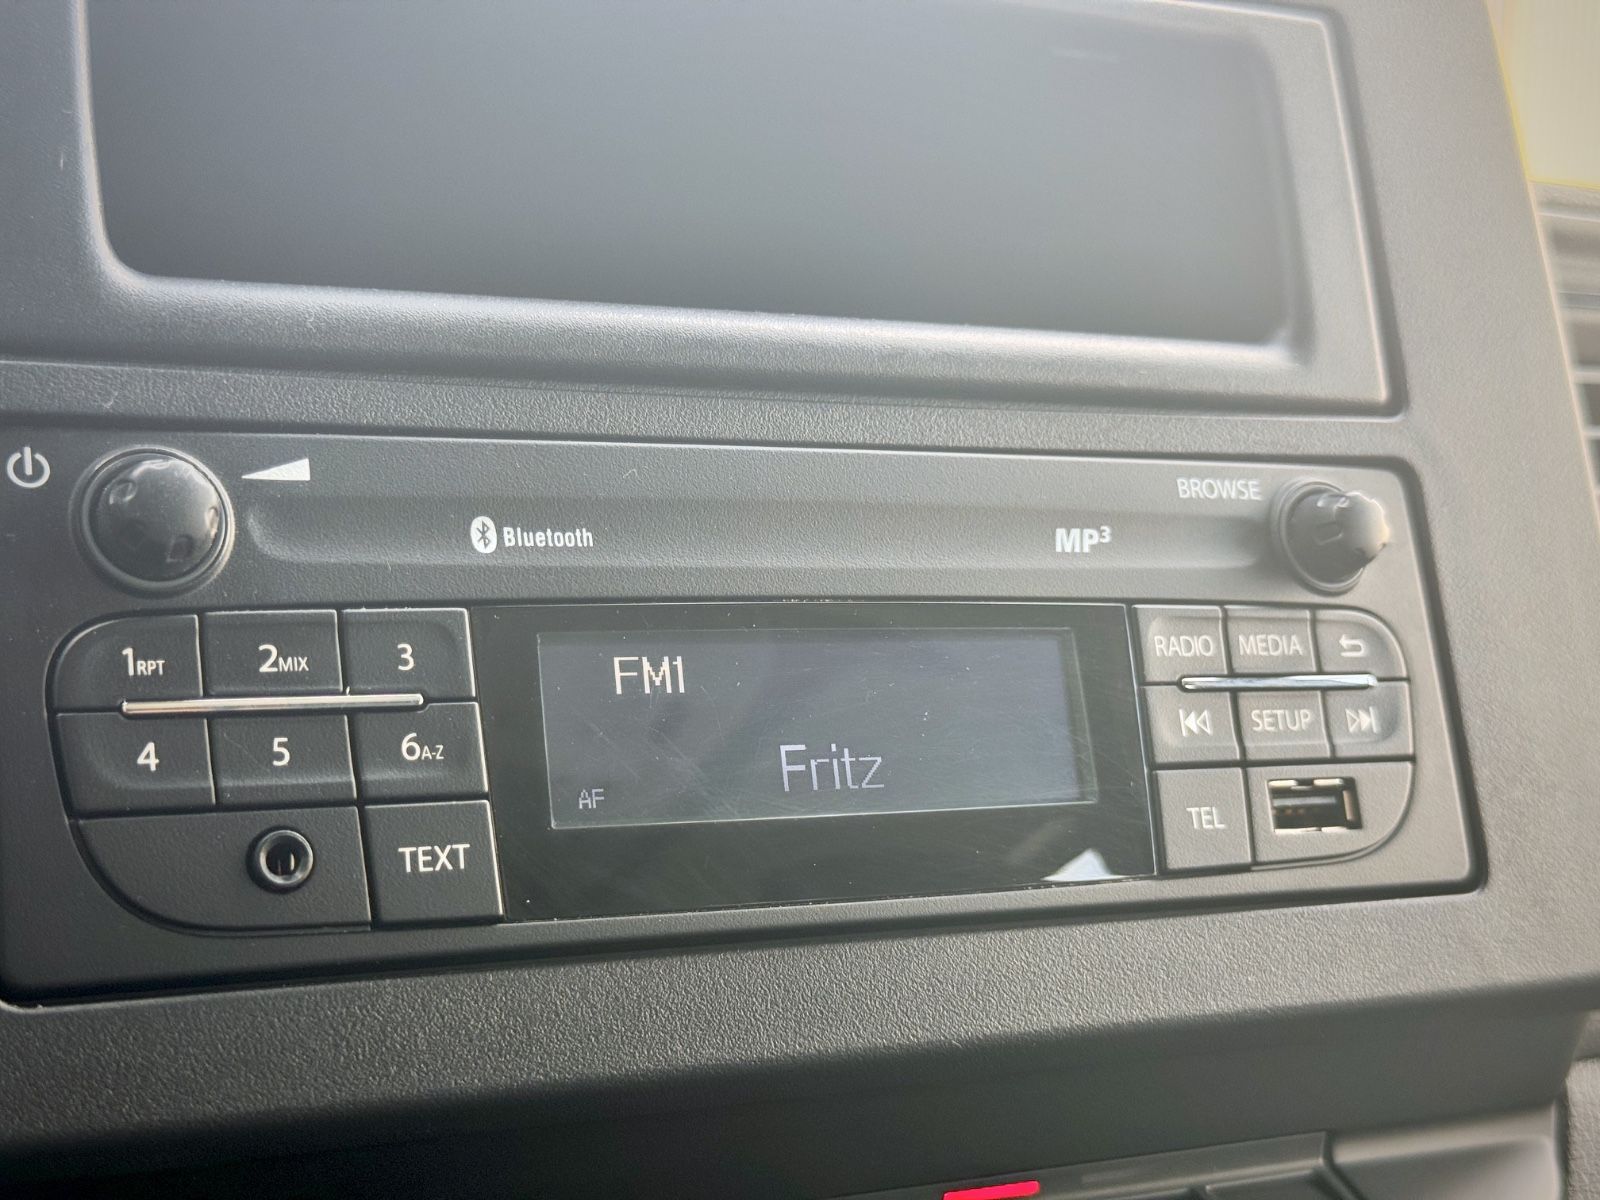 BROWSE
Bluetooth
MP3
1RPT 2MIX 3
4 5 6A-Z
TEXT
FM1
Fritz
AF
RADIO MEDIA
SETUP
TEL